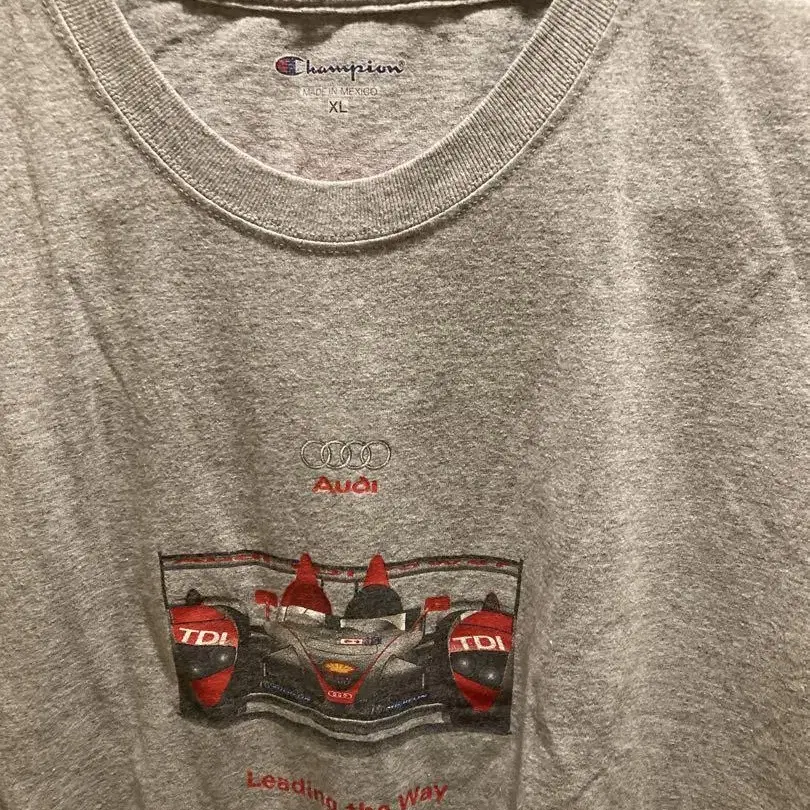 Champion
MADE IN MEXICO
XL
Audi
TDI
TDI
Leading the Way